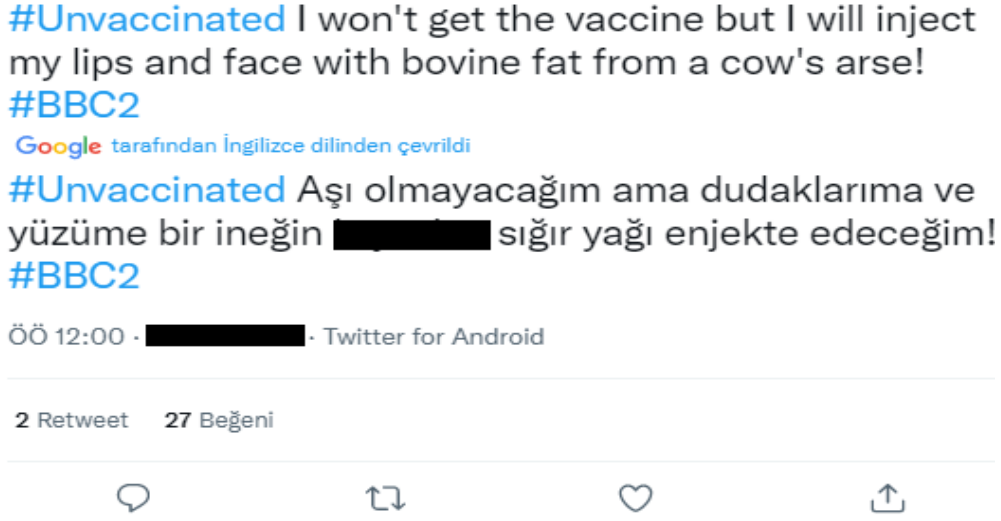 #Unvaccinated I won't get the vaccine but I will inject
my lips and face with bovine fat from a cow's arse!
#BBC2
Google tarafından İngilizce dilinden çevrildi
#Unvaccinated Aşı olmayacağım ama dudaklarıma ve
yüzüme bir ineğin sığır yağı enjekte edeceğim!
#BBC2
ÖÖ 12:00 · · Twitter for Android
2 Retweet 27 Beğeni